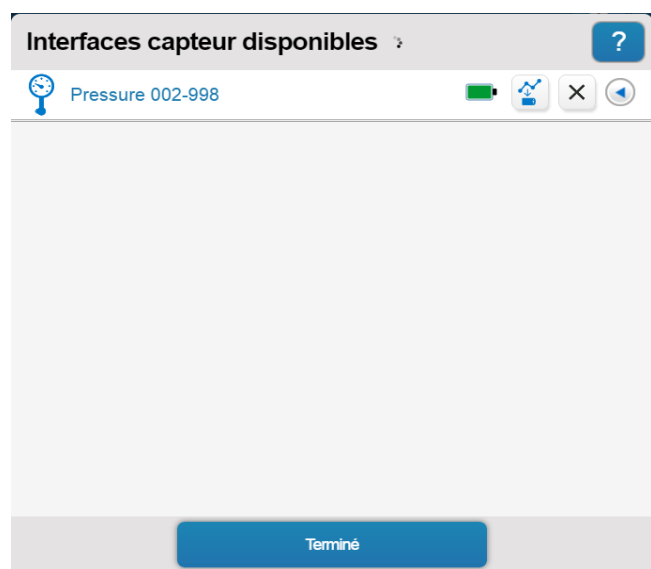 Interfaces capteur disponibles
?
Pressure 002-998
Terminé